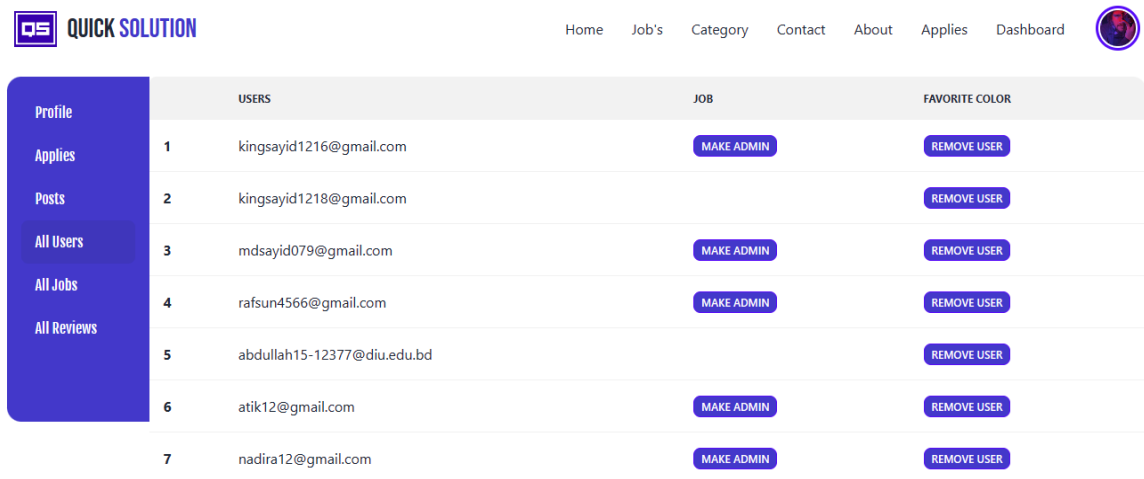 QS QUICK SOLUTION Home Job's Category Contact About Applies Dashboard
Profile
Applies
Posts
All Users
All Jobs
All Reviews
USERS JOB FAVORITE COLOR
1 kingsayid1216@gmail.com MAKE ADMIN REMOVE USER
2 kingsayid1218@gmail.com REMOVE USER
3 mdsayid079@gmail.com MAKE ADMIN REMOVE USER
4 rafsun4566@gmail.com MAKE ADMIN REMOVE USER
5 abdullah15-12377@diu.edu.bd REMOVE USER
6 atik12@gmail.com MAKE ADMIN REMOVE USER
7 nadira12@gmail.com MAKE ADMIN REMOVE USER